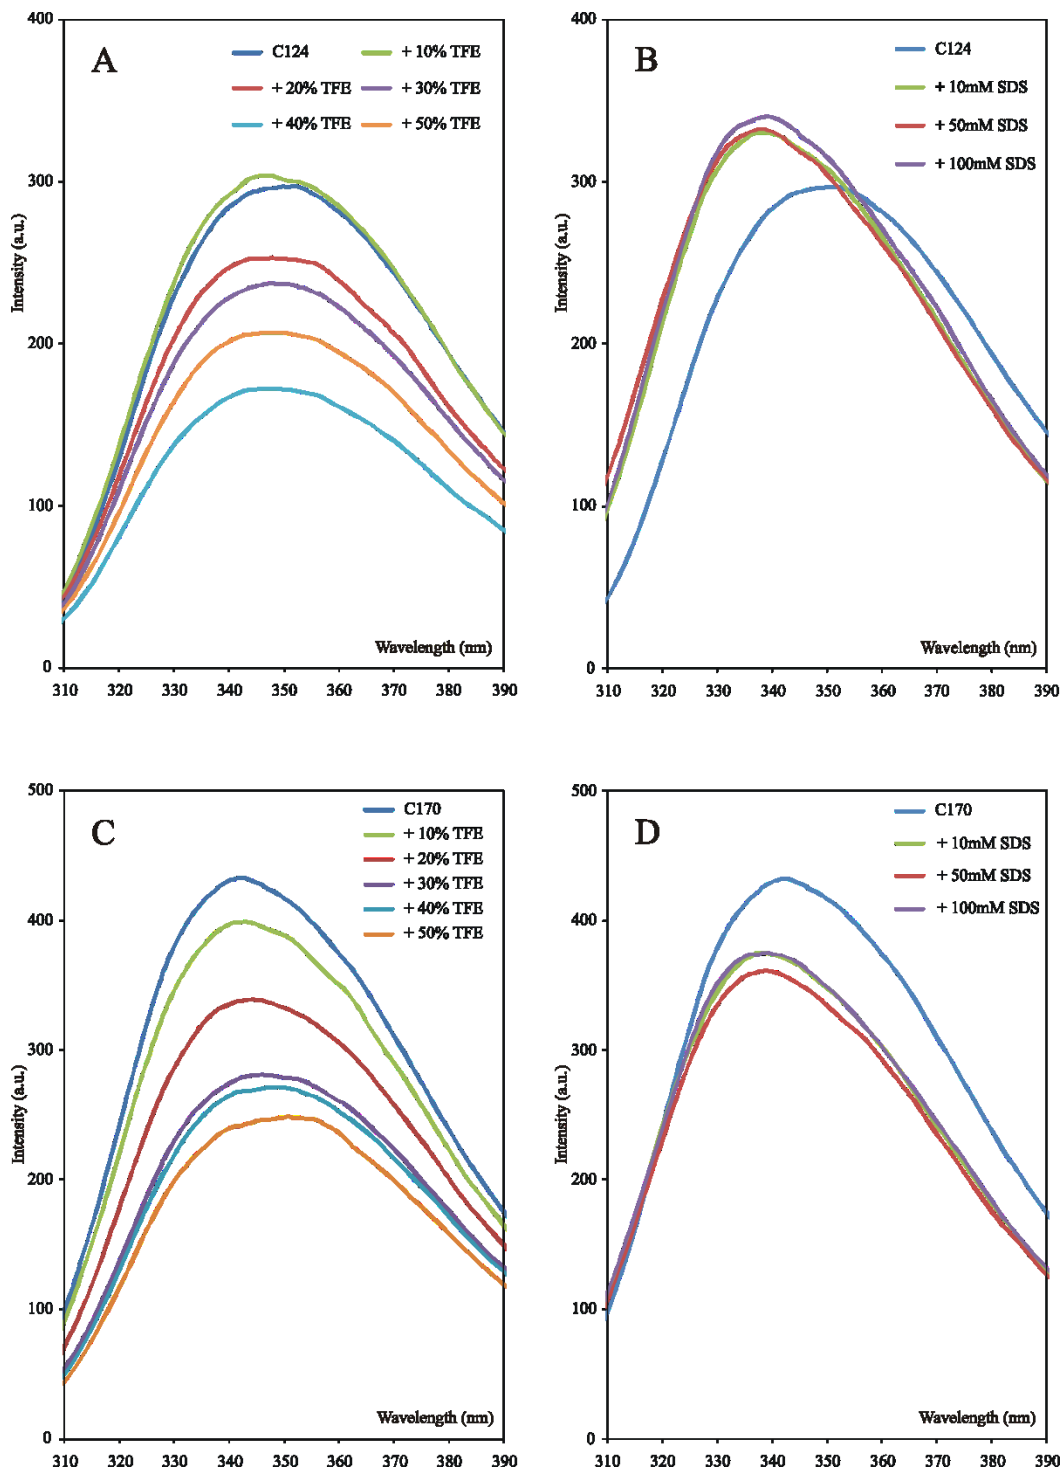 400
A
C124
+ 10% TFE
+ 20% TFE
+ 30% TFE
+ 40% TFE
+ 50% TFE
300
Intensity (a.u.)
200
100
Wavelength (nm)
0
310 320 330 340 350 360 370 380 390
400
B
C124
+ 10mM SDS
+ 50mM SDS
+ 100mM SDS
300
Intensity (a.u.)
200
100
Wavelength (nm)
0
310 320 330 340 350 360 370 380 390
500
C
C170
+ 10% TFE
+ 20% TFE
+ 30% TFE
+ 40% TFE
+ 50% TFE
400
300
Intensity (a.u.)
200
100
Wavelength (nm)
0
310 320 330 340 350 360 370 380 390
500
D
C170
+ 10mM SDS
+ 50mM SDS
+ 100mM SDS
400
300
Intensity (a.u.)
200
100
Wavelength (nm)
0
310 320 330 340 350 360 370 380 390